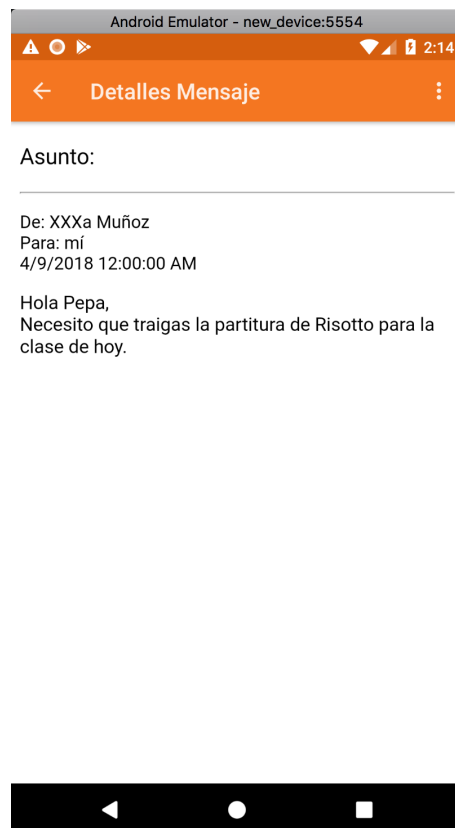 Android Emulator - new_device:5554
2:14
Detalles Mensaje
Asunto:
De: XXXa Muñoz
Para: mí
4/9/2018 12:00:00 AM
Hola Pepa,
Necesito que traigas la partitura de Risotto para la
clase de hoy.